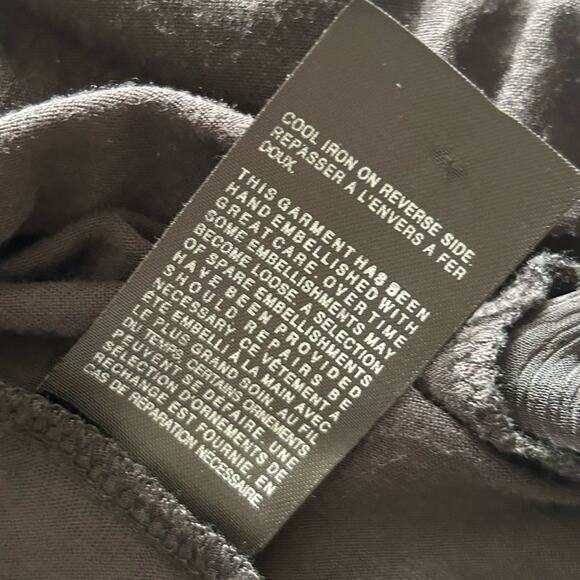 COOL IRON ON REVERSE SIDE.
REPASSER A L'ENVERS A FER
DOUX.
THIS GARMENT HAS BEEN
HAND EMBELLISHED WITH
GREAT CARE. OVER TIME
SOME EMBELLISHMENTS MAY
BECOME LOOSE. A SELECTION
OF SPARE EMBELLISHMENTS
HAVE BEEN PROVIDED
SHOULD REPAIRS BE
NECESSARY. CE VÊTEMENT A
ÉTÉ EMBELLI À LA MAIN AVEC
LE PLUS GRAND SOIN. AU FIL
DU TEMPS, CERTAINS ORNEMENTS
PEUVENT SE DÉFAIRE. UNE
SÉLECTION D'ORNEMENTS DE
RECHANGE EST FOURNIE, EN
CAS DE RÉPARATION NÉCESSAIRE.